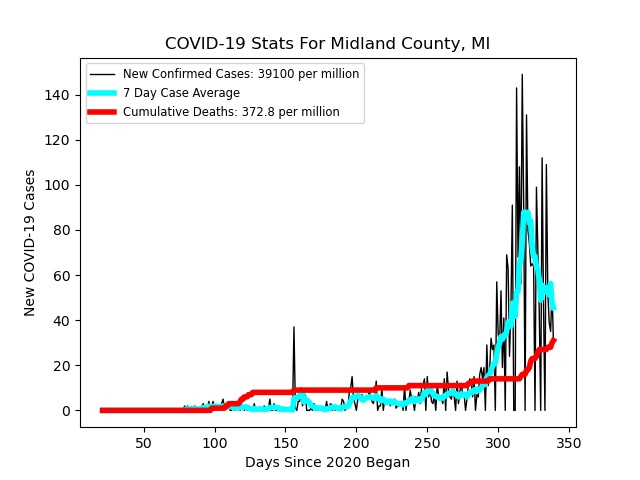 COVID-19 Stats For Midland County, MI
New Confirmed Cases: 39100 per million
7 Day Case Average
Cumulative Deaths: 372.8 per million
New COVID-19 Cases
140
120
100
80
60
40
20
0
50
100
150
200
250
300
350
Days Since 2020 Began